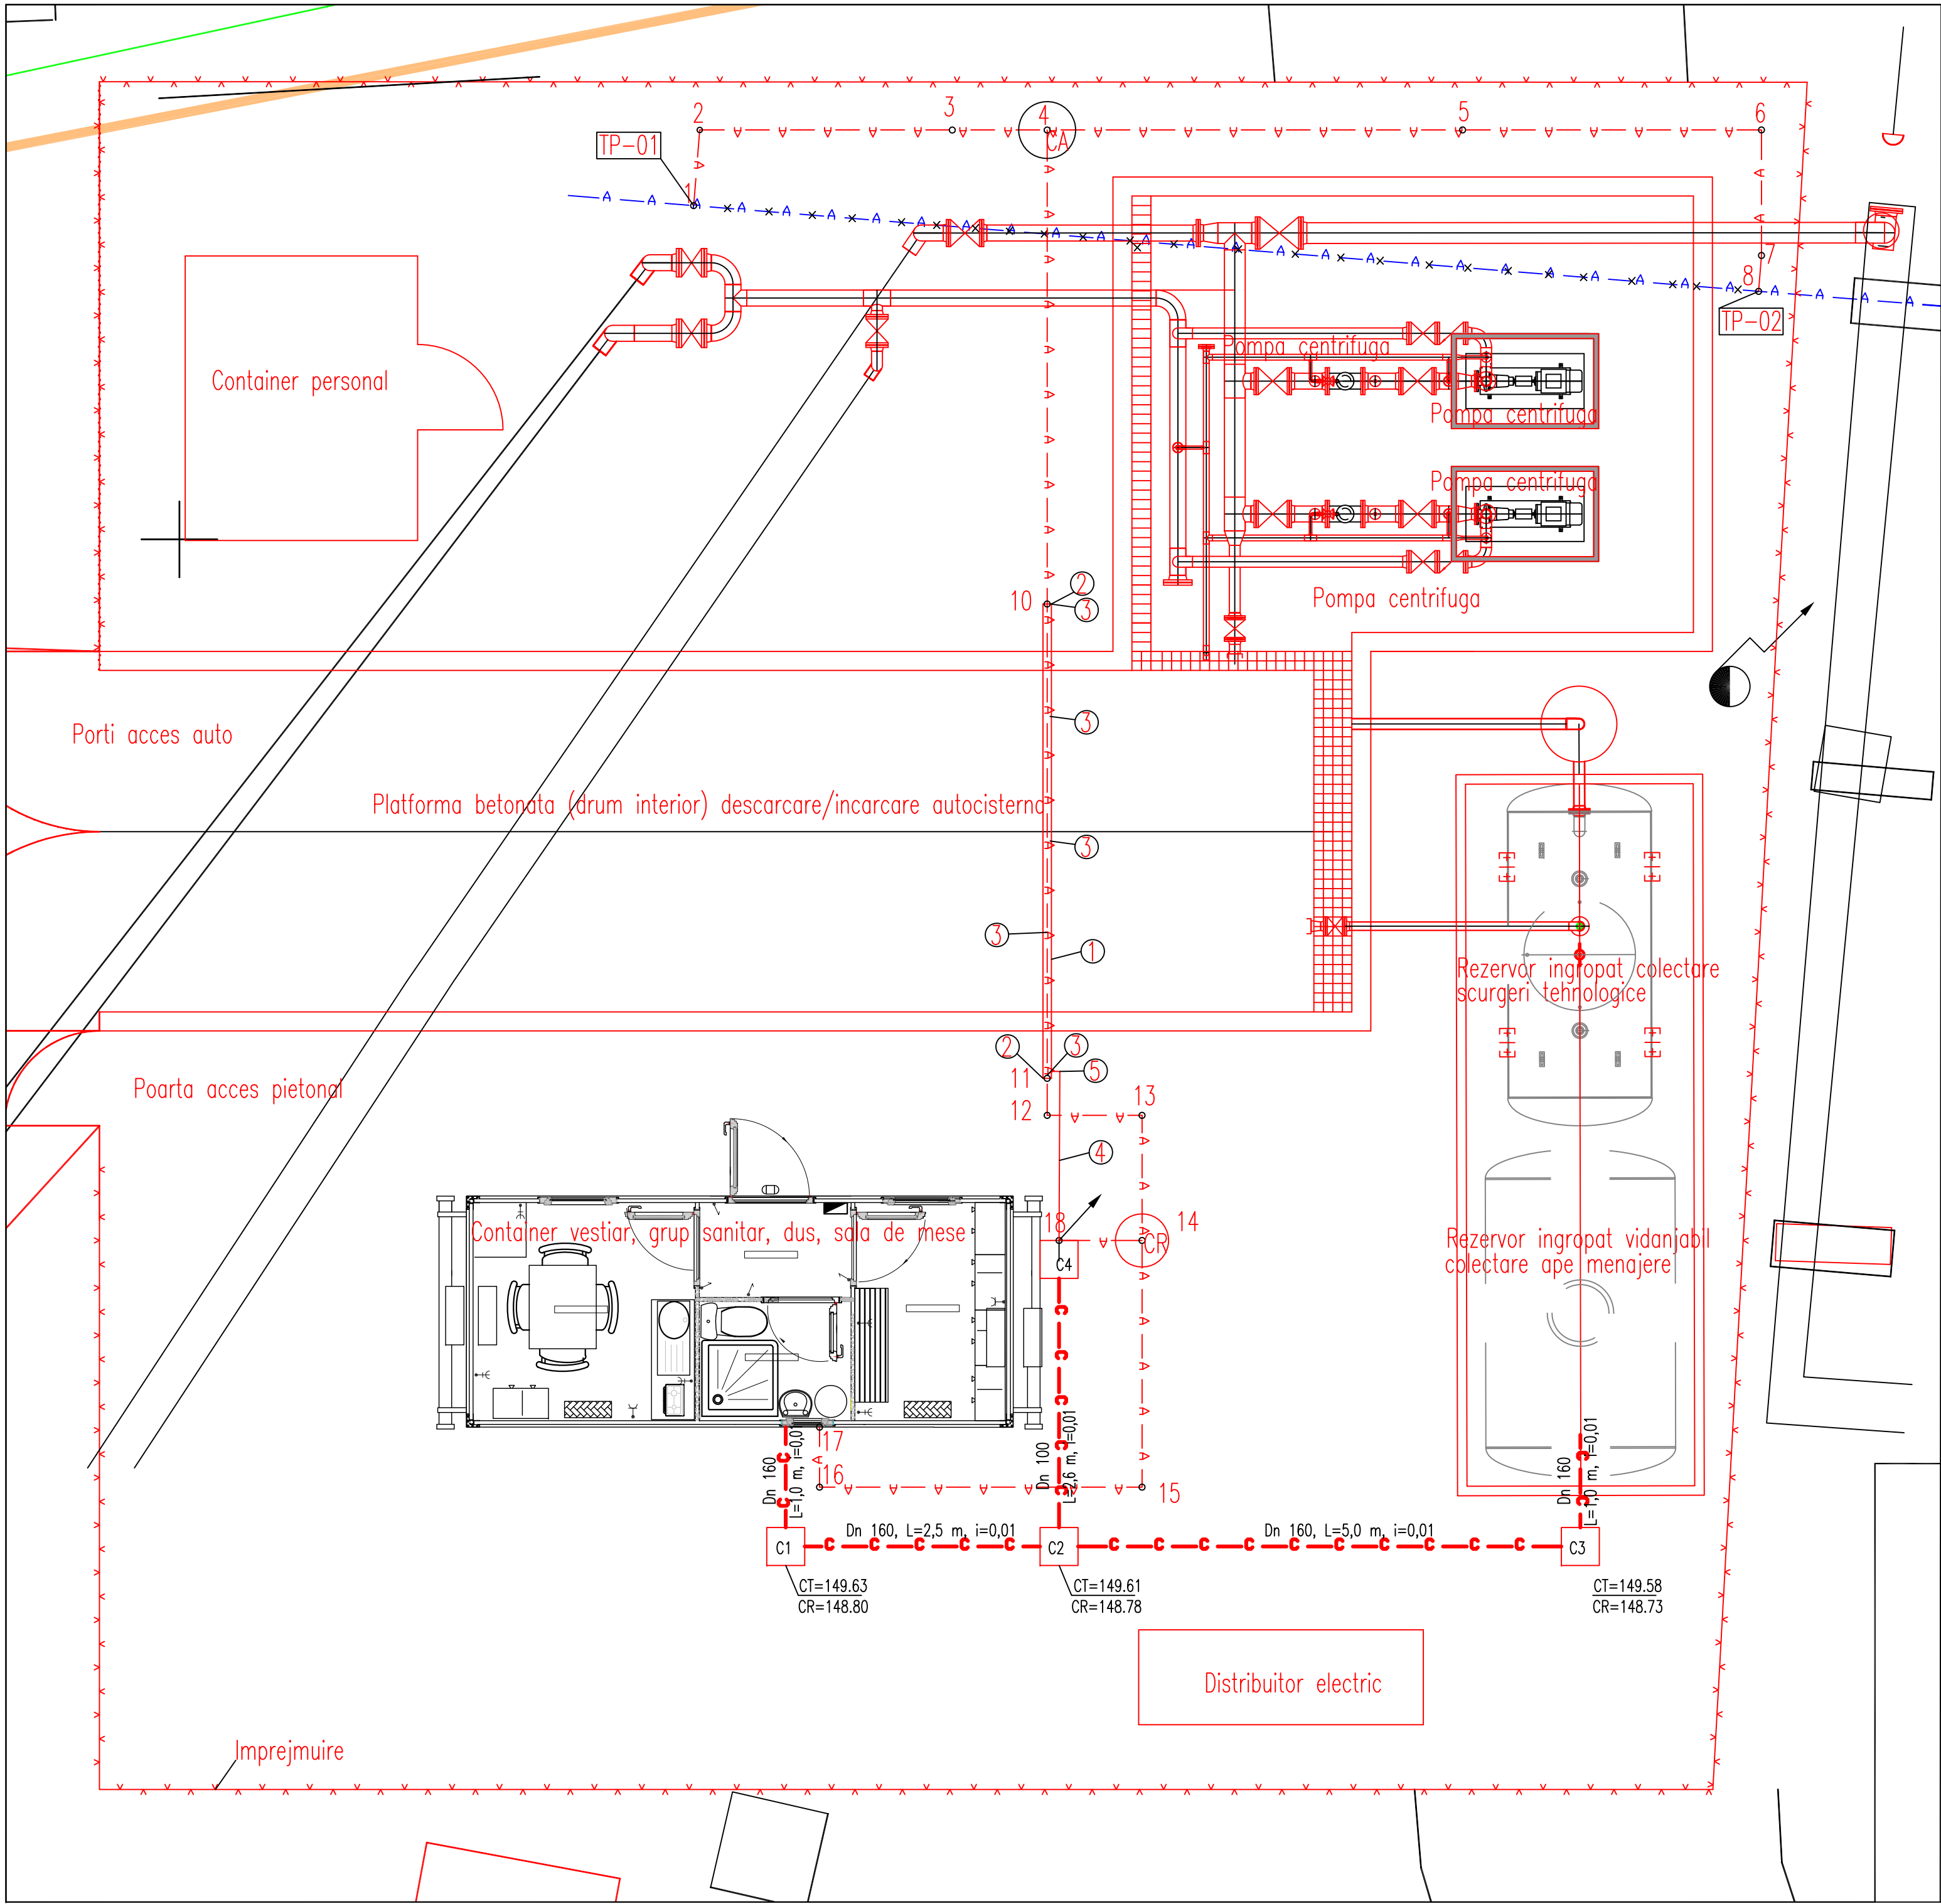 2
3
4
CA
5
6
TP-01
1
7
8
TP-02
Container personal
Pompa centrifuga
Pompa centrifuga
Pompa centrifuga
Pompa centrifuga
10
2
3
3
Porti acces auto
Platforma betonata (drum interior) descarcare/incarcare autocisterna
3
3
1
Rezervor ingropat colectare
scurgeri tehnologice
2
3
11
5
12
13
Poarta acces pietonal
4
Container vestiar, grup sanitar, dus, sala de mese
18
14
CR
C4
Rezervor ingropat vidanjabil
colectare ape menajere
17
16
15
Dn 160
L=1,0 m, i=0,01
Dn 100
L=2,6 m, i=0,01
Dn 160
L=1,0 m, i=0,01
Dn 160, L=2,5 m, i=0,01
Dn 160, L=5,0 m, i=0,01
C1
C2
C3
CT=149.63
CR=148.80
CT=149.61
CR=148.78
CT=149.58
CR=148.73
Distribuitor electric
Imprejmuire